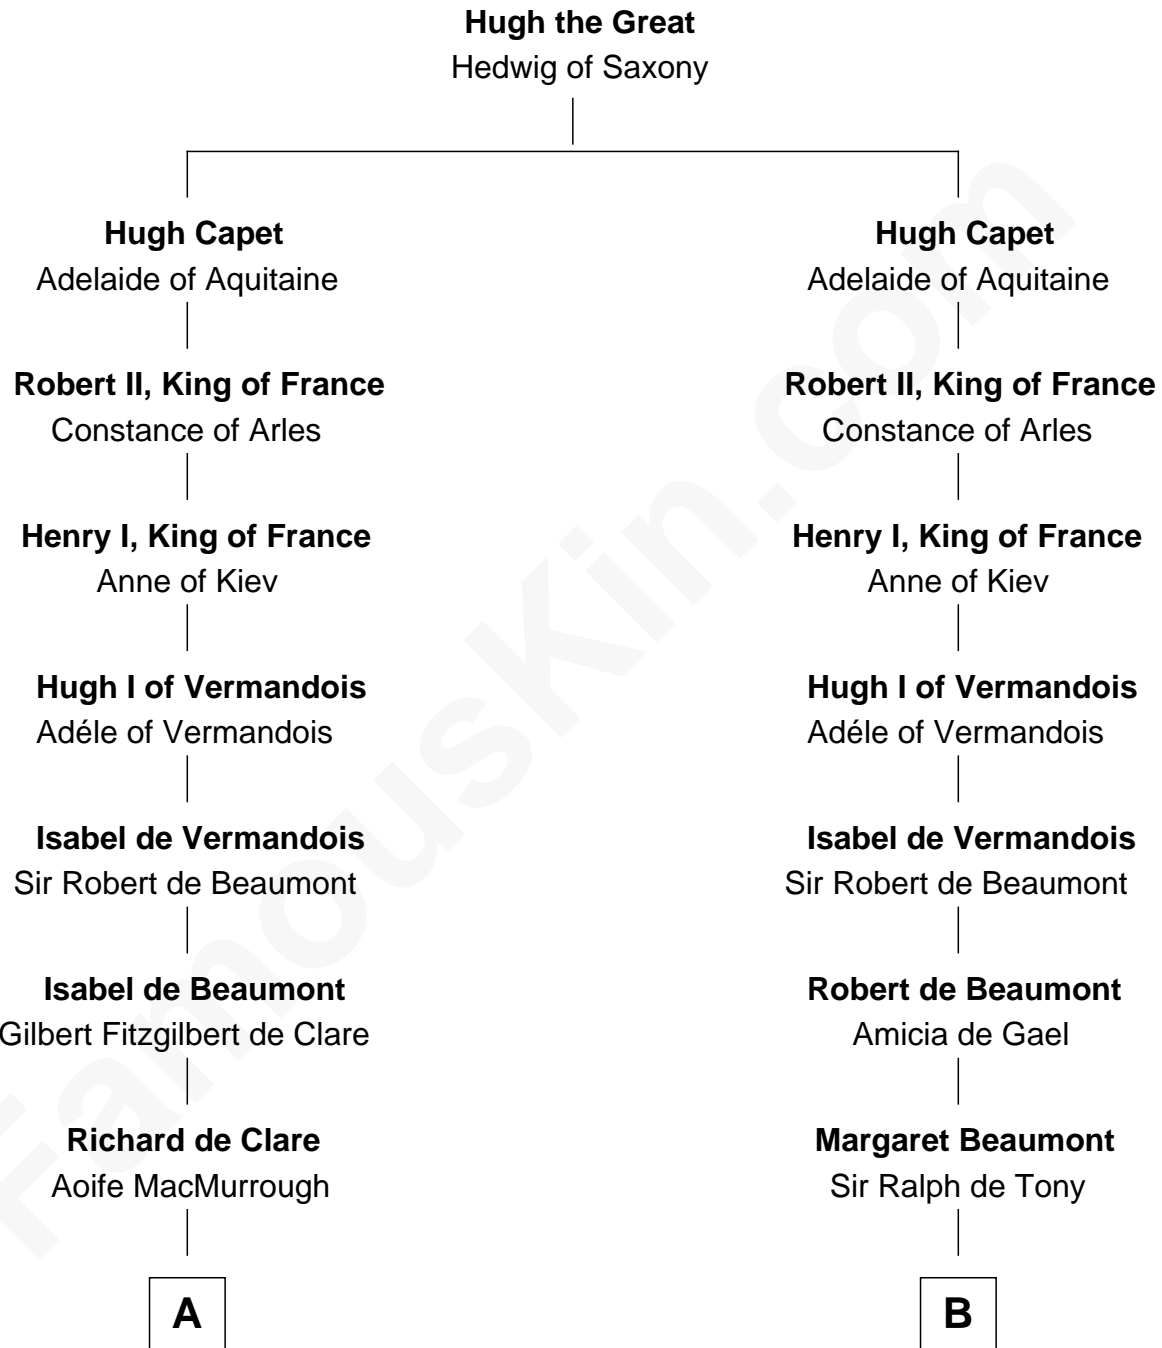 Hugh the Great
Hedwig of Saxony
Hugh Capet
Adelaide of Aquitaine
Hugh Capet
Adelaide of Aquitaine
Robert II, King of France
Constance of Arles
Robert II, King of France
Constance of Arles
Henry I, King of France
Anne of Kiev
Henry I, King of France
Anne of Kiev
Hugh I of Vermandois
Adéle of Vermandois
Hugh I of Vermandois
Adéle of Vermandois
Isabel de Vermandois
Sir Robert de Beaumont
Isabel de Vermandois
Sir Robert de Beaumont
Isabel de Beaumont
Gilbert Fitzgilbert de Clare
Robert de Beaumont
Amicia de Gael
Richard de Clare
Aoife MacMurrough
Margaret Beaumont
Sir Ralph de Tony
A
B
FamousKin.com